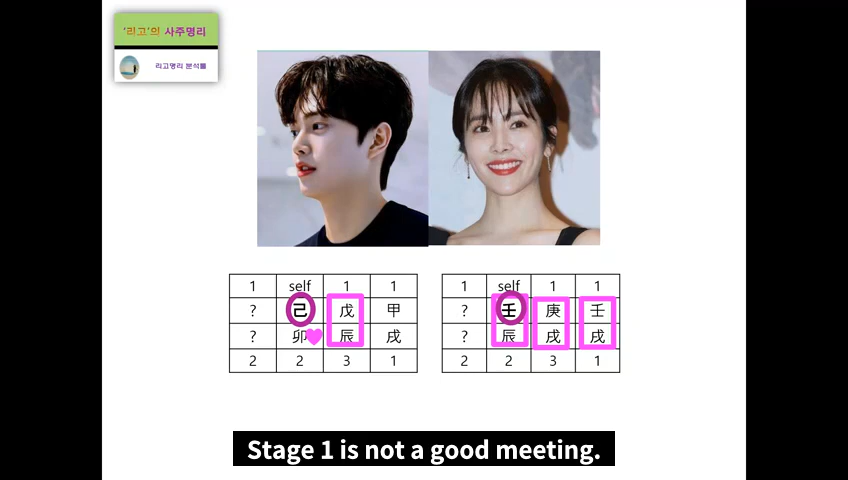 '리고'의 사주명리
리고명리 분석틀
1 self 1 1
? 己 戊 甲
? 卯 辰 戌
2 2 3 1
1 self 1 1
? 壬 庚 壬
? 辰 戌 戌
2 2 3 1
Stage 1 is not a good meeting.